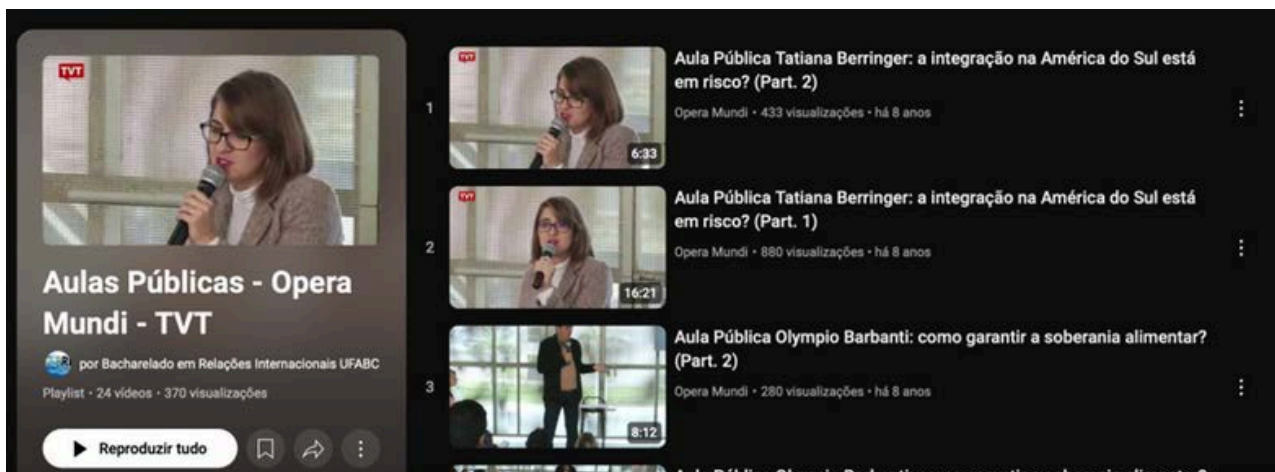 TVT
Aulas Públicas - Opera
Mundi - TVT
por Bacharelado em Relações Internacionais UFABC
Playlist • 24 vídeos • 370 visualizações
Reproduzir tudo
1
TVT
6:33
Aula Pública Tatiana Berringer: a integração na América do Sul está
em risco? (Part. 2)
Opera Mundi • 433 visualizações • há 8 anos
2
TVT
16:21
Aula Pública Tatiana Berringer: a integração na América do Sul está
em risco? (Part. 1)
Opera Mundi • 880 visualizações • há 8 anos
3
8:12
Aula Pública Olympio Barbanti: como garantir a soberania alimentar?
(Part. 2)
Opera Mundi • 280 visualizações • há 8 anos